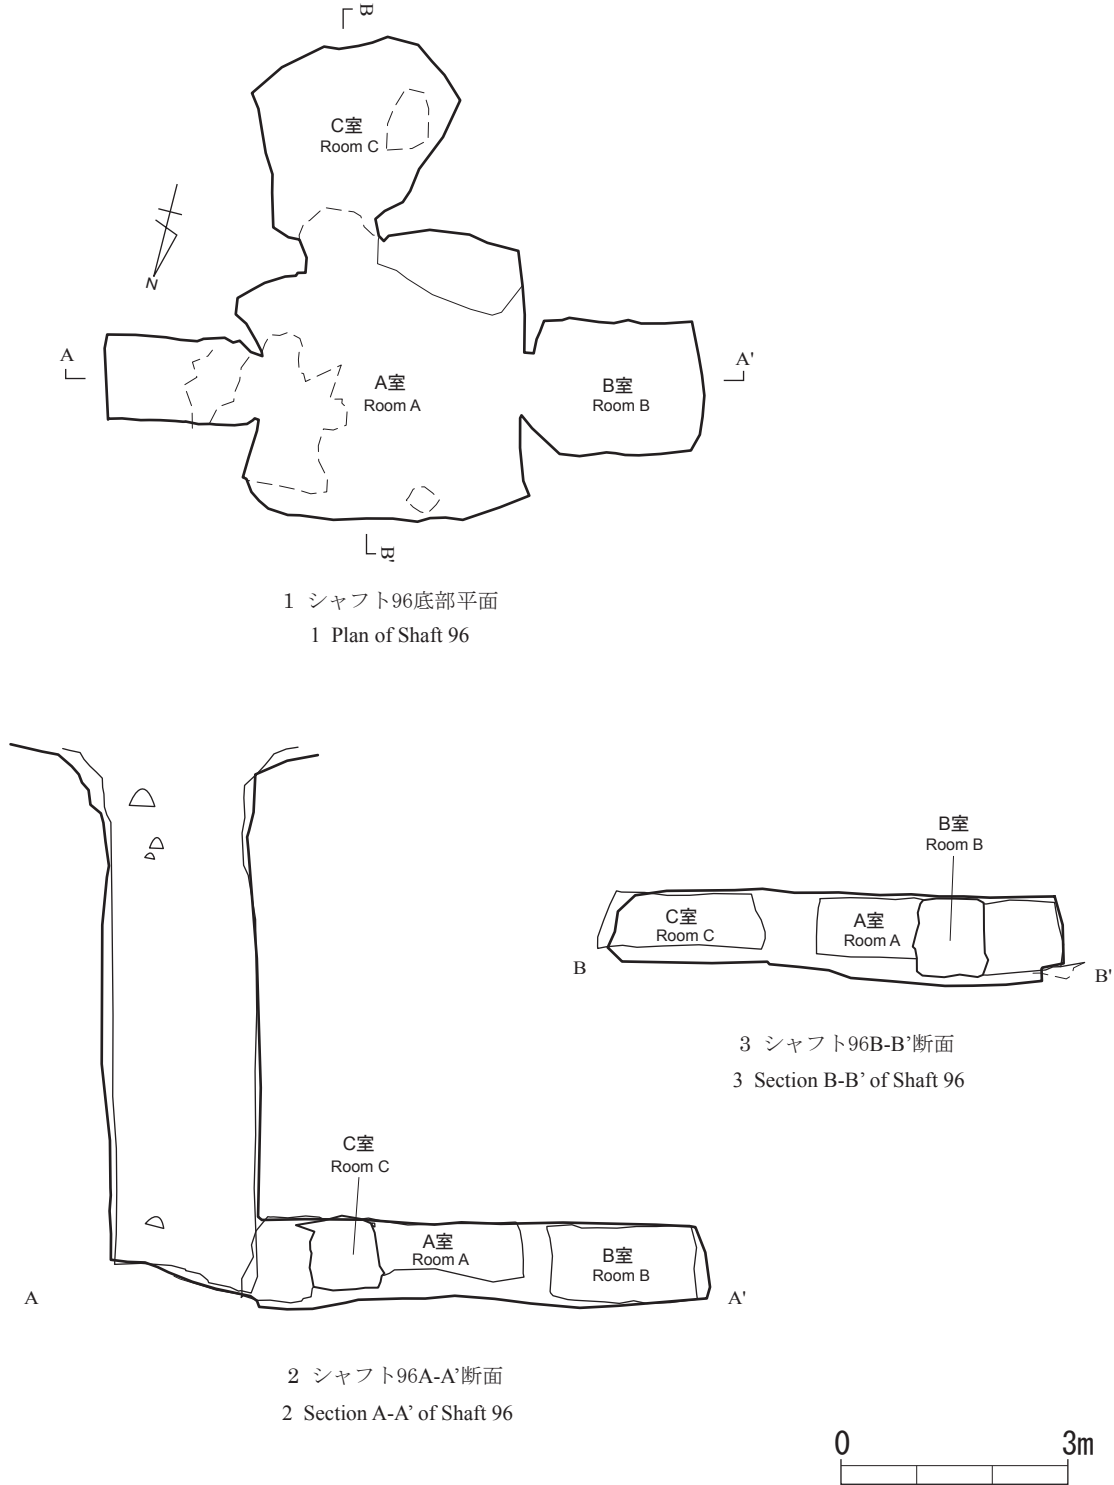 B
C室
Room C
N
A
A'
A室
Room A
B室
Room B
B'
1 シャフト96底部平面
1 Plan of Shaft 96
B室
Room B
C室
Room C
A室
Room A
B
B'
3 シャフト96B-B’断面
3 Section B-B’ of Shaft 96
C室
Room C
A室
Room A
B室
Room B
A
A'
2 シャフト96A-A’断面
2 Section A-A’ of Shaft 96
0 3m